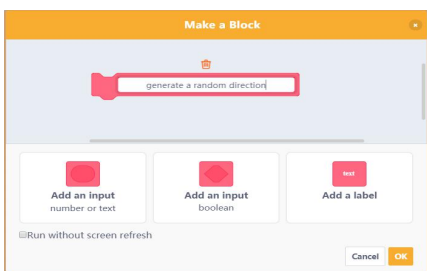 Make a Block
generate a random direction
text
Add an input
number or text
Add an input
boolean
Add a label
Run without screen refresh
Cancel
OK